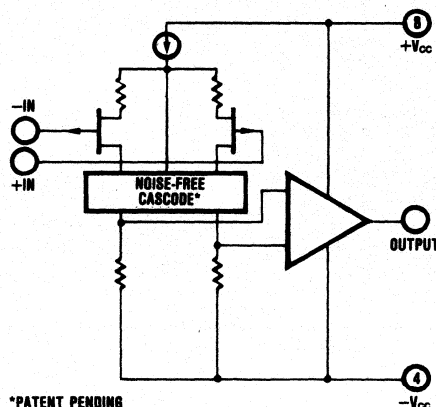 8
+Vcc
-IN
+IN
NOISE-FREE
CASCODE*
OUTPUT
4
-Vcc
*PATENT PENDING